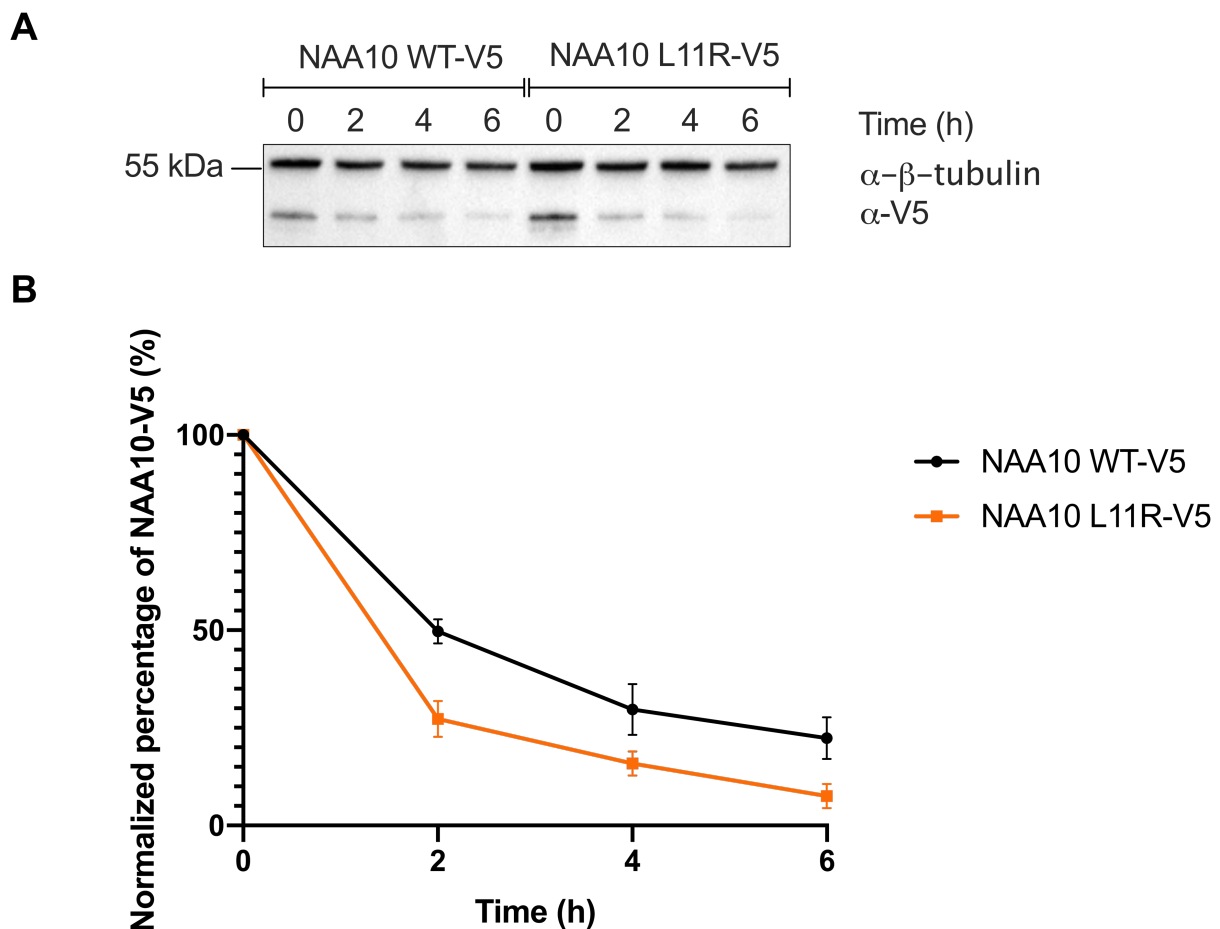 A
NAA10 WT-V5 NAA10 L11R-V5
0 2 4 6 0 2 4 6 Time (h)
55 kDa α-β-tubulin
α-V5
B
Normalized percentage of NAA10-V5 (%)
100
50
0
0 2 4 6
Time (h)
NAA10 WT-V5
NAA10 L11R-V5